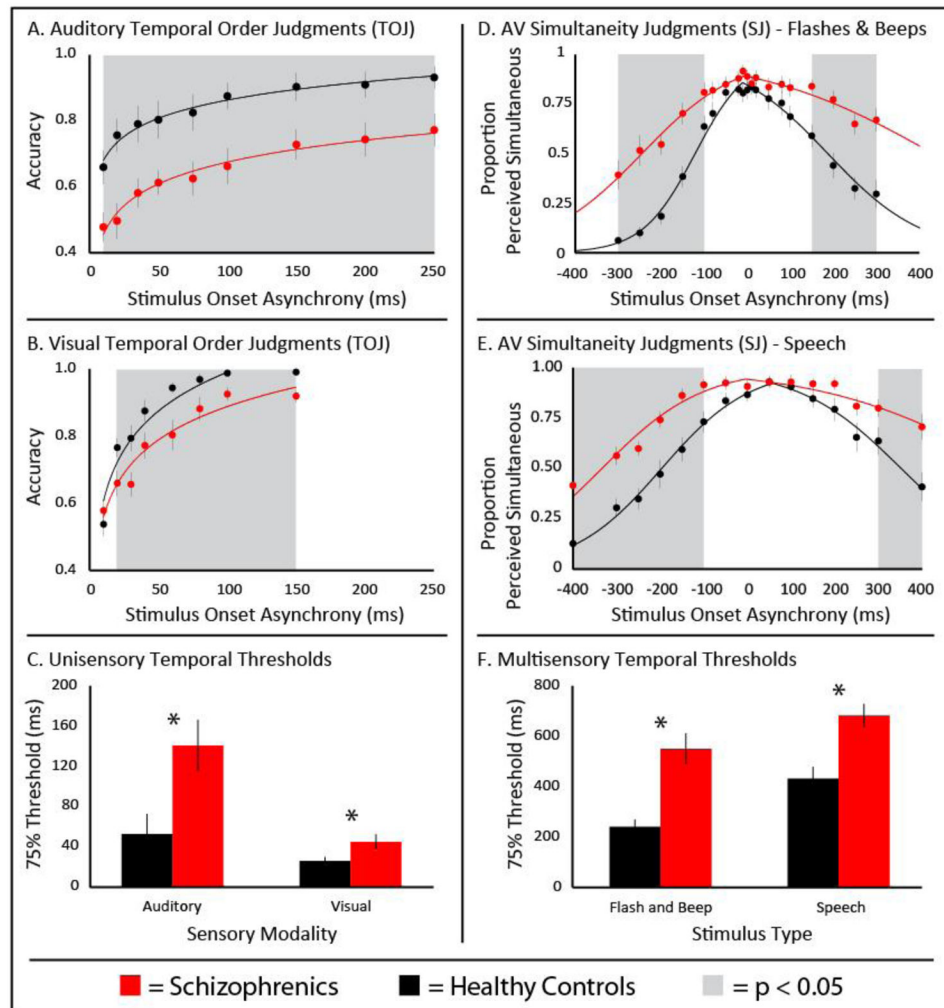 A. Auditory Temporal Order Judgments (TOJ)
1.0
0.8
0.6
0.4
Accuracy
0 50 100 150 200 250
Stimulus Onset Asynchrony (ms)
B. Visual Temporal Order Judgments (TOJ)
1.0
0.8
0.6
0.4
Accuracy
0 50 100 150 200 250
Stimulus Onset Asynchrony (ms)
C. Unisensory Temporal Thresholds
200
160
120
80
40
0
75% Threshold (ms)
*
*
Auditory Visual
Sensory Modality
D. AV Simultaneity Judgments (SJ) - Flashes & Beeps
1
0.75
0.5
0.25
0
Proportion
Perceived Simultaneous
-400 -300 -200 -100 0 100 200 300 400
Stimulus Onset Asynchrony (ms)
E. AV Simultaneity Judgments (SJ) - Speech
1.00
0.75
0.50
0.25
0
Proportion
Perceived Simultaneous
-400 -300 -200 -100 0 100 200 300 400
Stimulus Onset Asynchrony (ms)
F. Multisensory Temporal Thresholds
800
600
400
200
0
75% Threshold (ms)
*
*
Flash and Beep Speech
Stimulus Type
= Schizophrenics = Healthy Controls = p < 0.05